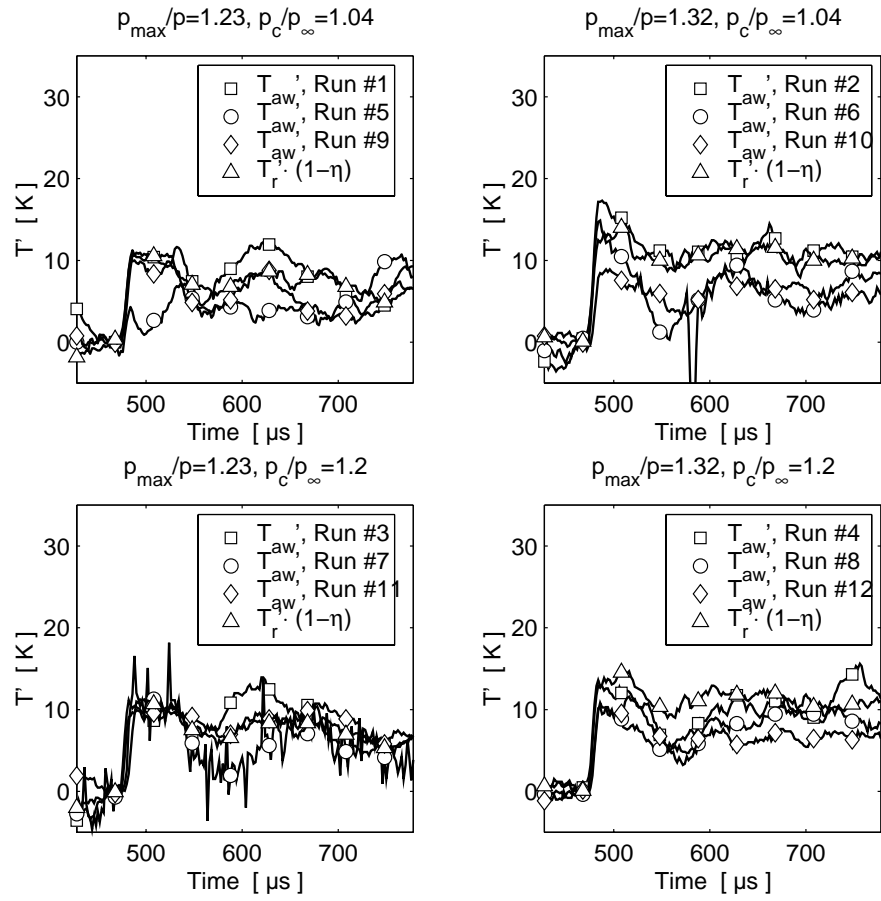 p_max/p=1.23, p_c/p_∞=1.04
T_aw’, Run #1
T_aw’, Run #5
T_aw’, Run #9
T_r’· (1−η)
T’ [ K ]
30
20
10
0
500 600 700
Time [ µs ]
p_max/p=1.32, p_c/p_∞=1.04
T_aw’, Run #2
T_aw’, Run #6
T_aw’, Run #10
T_r’· (1−η)
T’ [ K ]
30
20
10
0
500 600 700
Time [ µs ]
p_max/p=1.23, p_c/p_∞=1.2
T_aw’, Run #3
T_aw’, Run #7
T_aw’, Run #11
T_r’· (1−η)
T’ [ K ]
30
20
10
0
500 600 700
Time [ µs ]
p_max/p=1.32, p_c/p_∞=1.2
T_aw’, Run #4
T_aw’, Run #8
T_aw’, Run #12
T_r’· (1−η)
T’ [ K ]
30
20
10
0
500 600 700
Time [ µs ]